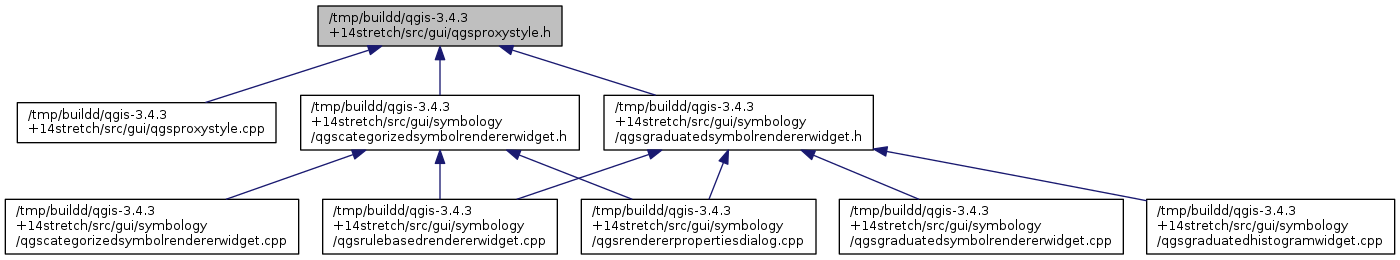 /tmp/buildd/qgis-3.4.3
+14stretch/src/gui/qgsproxystyle.h
/tmp/buildd/qgis-3.4.3
+14stretch/src/gui/qgsproxystyle.cpp
/tmp/buildd/qgis-3.4.3
+14stretch/src/gui/symbology
/qgscategorizedsymbolrendererwidget.h
/tmp/buildd/qgis-3.4.3
+14stretch/src/gui/symbology
/qgsgraduatedsymbolrendererwidget.h
/tmp/buildd/qgis-3.4.3
+14stretch/src/gui/symbology
/qgscategorizedsymbolrendererwidget.cpp
/tmp/buildd/qgis-3.4.3
+14stretch/src/gui/symbology
/qgsrulebasedrendererwidget.cpp
/tmp/buildd/qgis-3.4.3
+14stretch/src/gui/symbology
/qgsrendererpropertiesdialog.cpp
/tmp/buildd/qgis-3.4.3
+14stretch/src/gui/symbology
/qgsgraduatedsymbolrendererwidget.cpp
/tmp/buildd/qgis-3.4.3
+14stretch/src/gui/symbology
/qgsgraduatedhistogramwidget.cpp